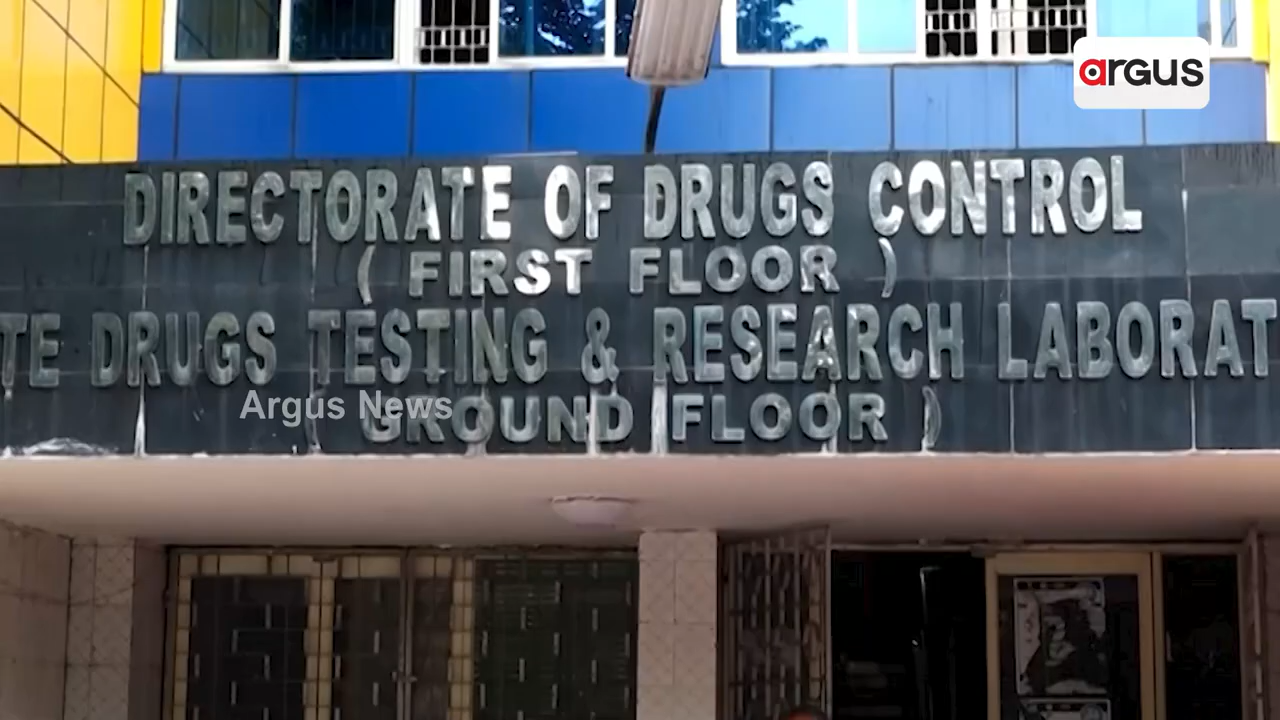 argus
DIRECTORATE OF DRUGS CONTROL
( FIRST FLOOR )
TE DRUGS TESTING & RESEARCH LABORAT
( GROUND FLOOR )
Argus News